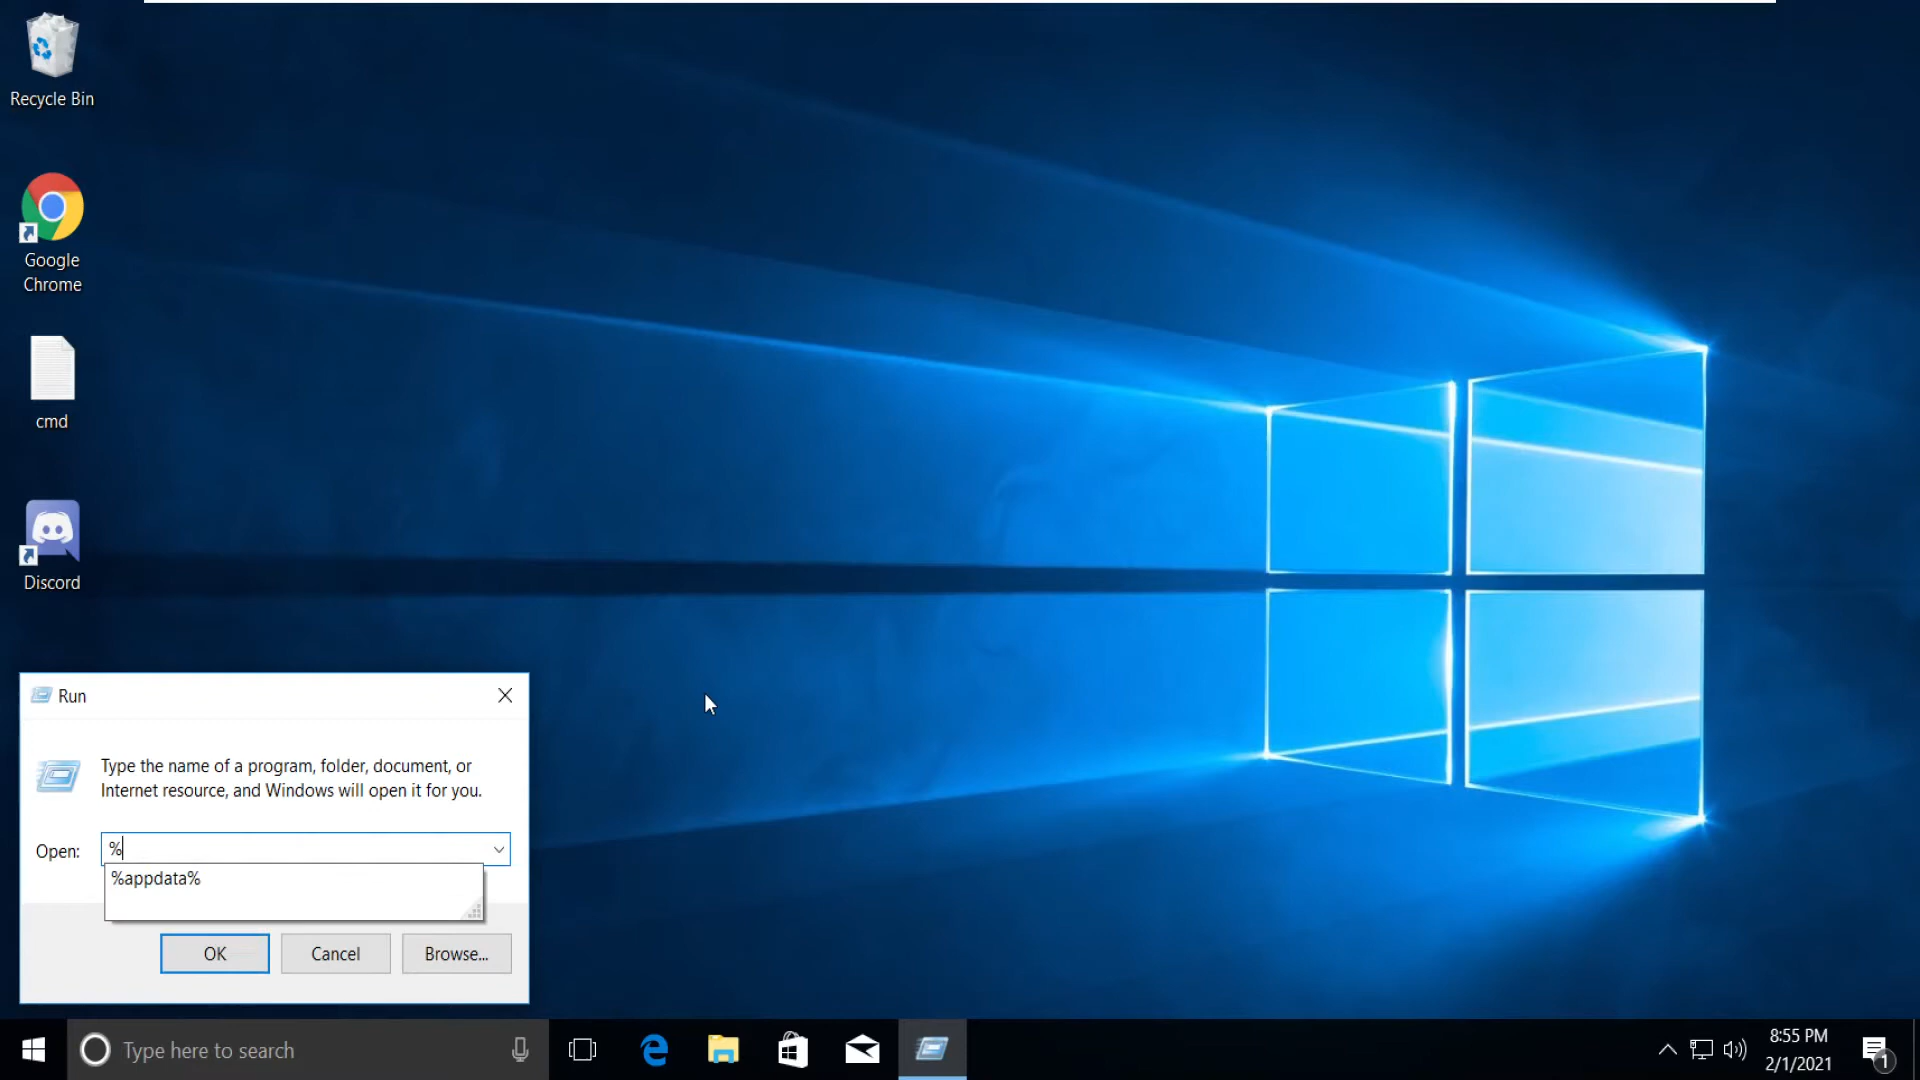 Recycle Bin
Google
Chrome
cmd
Discord
Run
Type the name of a program, folder, document, or
Internet resource, and Windows will open it for you.
Open:
%
%appdata%
OK
Cancel
Browse...
Type here to search
8:55 PM
2/1/2021
1